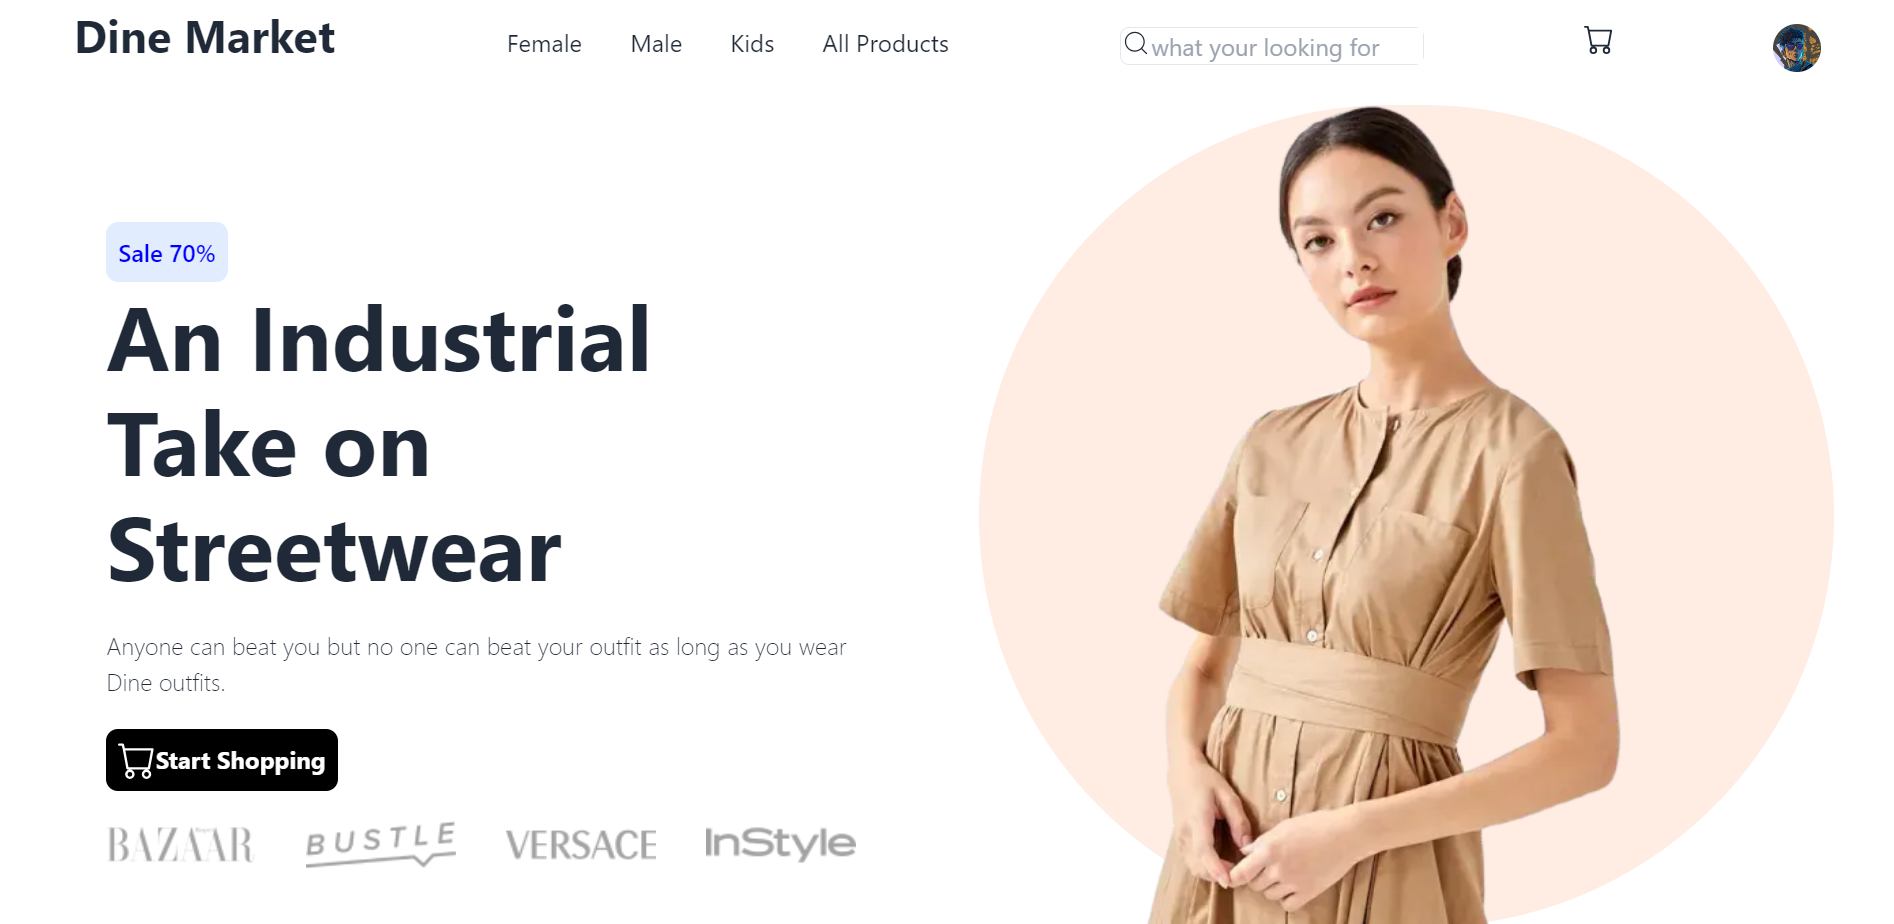 Dine Market
Female
Male
Kids
All Products
what your looking for
Sale 70%
An Industrial
Take on
Streetwear
Anyone can beat you but no one can beat your outfit as long as you wear
Dine outfits.
Start Shopping
BAZAAR
BUSTLE
VERSACE
InStyle